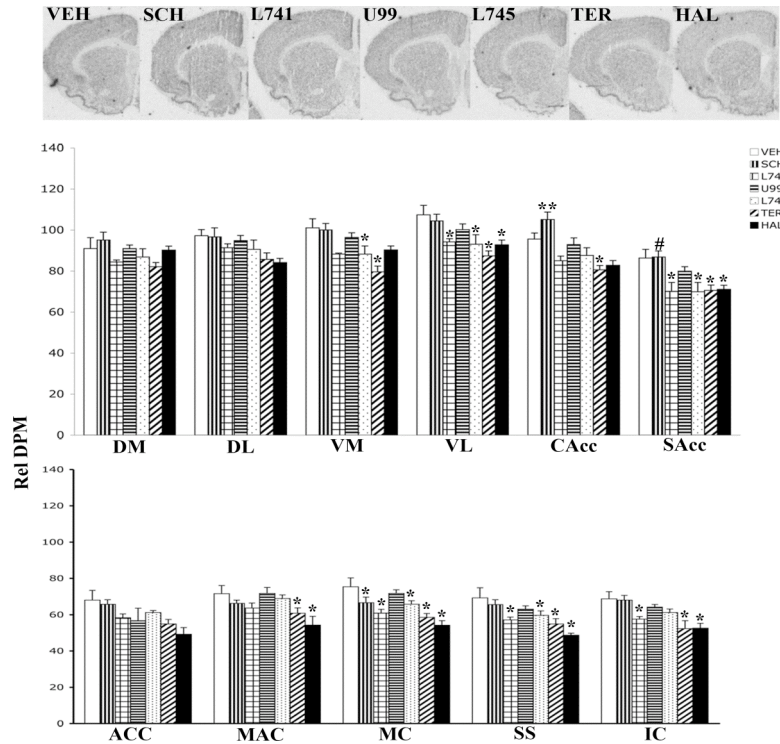 VEH SCH L741 U99 L745 TER HAL
140
120
100
80
60
40
20
0
** * * * * * * * * # * * * * *
VEH
SCH
L74
U99
L74
TER
HAL
DM DL VM VL CAcc SAcc
Rel DPM
140
120
100
80
60
40
20
0
* * * * * * * * * * * * * * *
ACC MAC MC SS IC